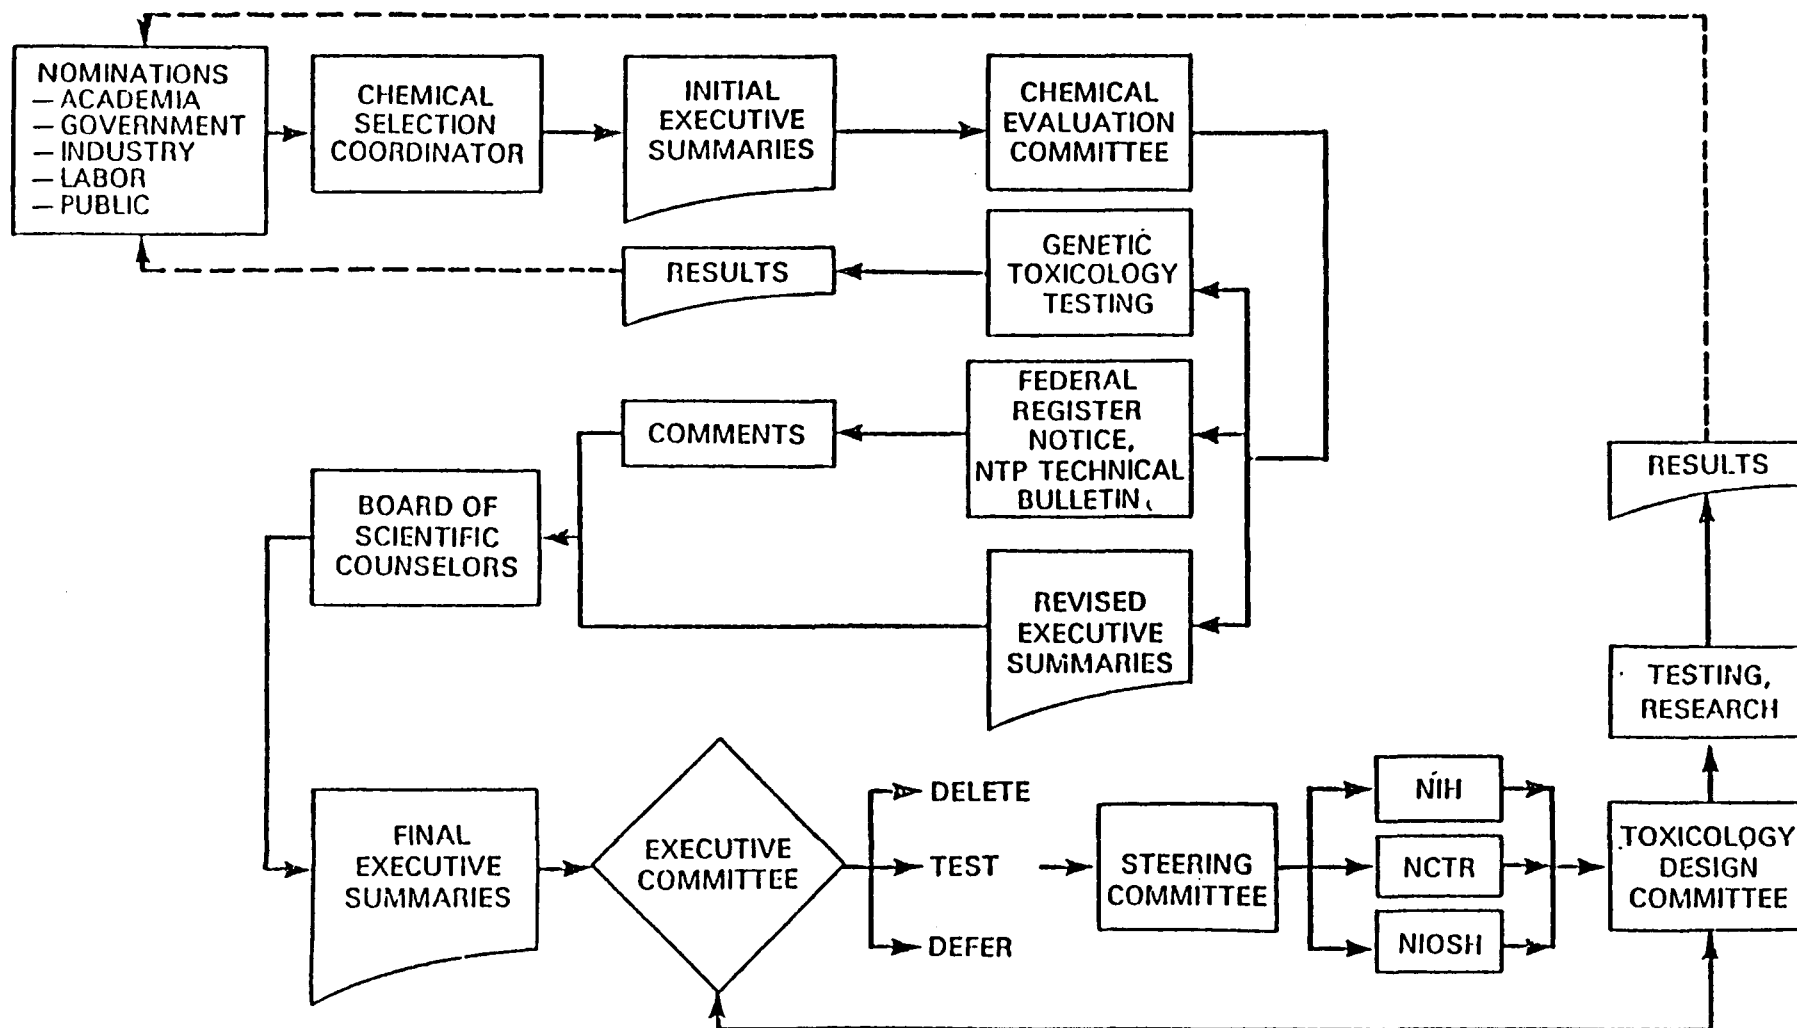 NOMINATIONS
— ACADEMIA
— GOVERNMENT
— INDUSTRY
— LABOR
— PUBLIC
CHEMICAL
SELECTION
COORDINATOR
INITIAL
EXECUTIVE
SUMMARIES
CHEMICAL
EVALUATION
COMMITTEE
GENETIC
TOXICOLOGY
TESTING
RESULTS
FEDERAL
REGISTER
NOTICE,
NTP TECHNICAL
BULLETIN
COMMENTS
REVISED
EXECUTIVE
SUMMARIES
BOARD OF
SCIENTIFIC
COUNSELORS
FINAL
EXECUTIVE
SUMMARIES
EXECUTIVE
COMMITTEE
DELETE
TEST
DEFER
STEERING
COMMITTEE
NIH
NCTR
NIOSH
TOXICOLOGY
DESIGN
COMMITTEE
TESTING,
RESEARCH
RESULTS